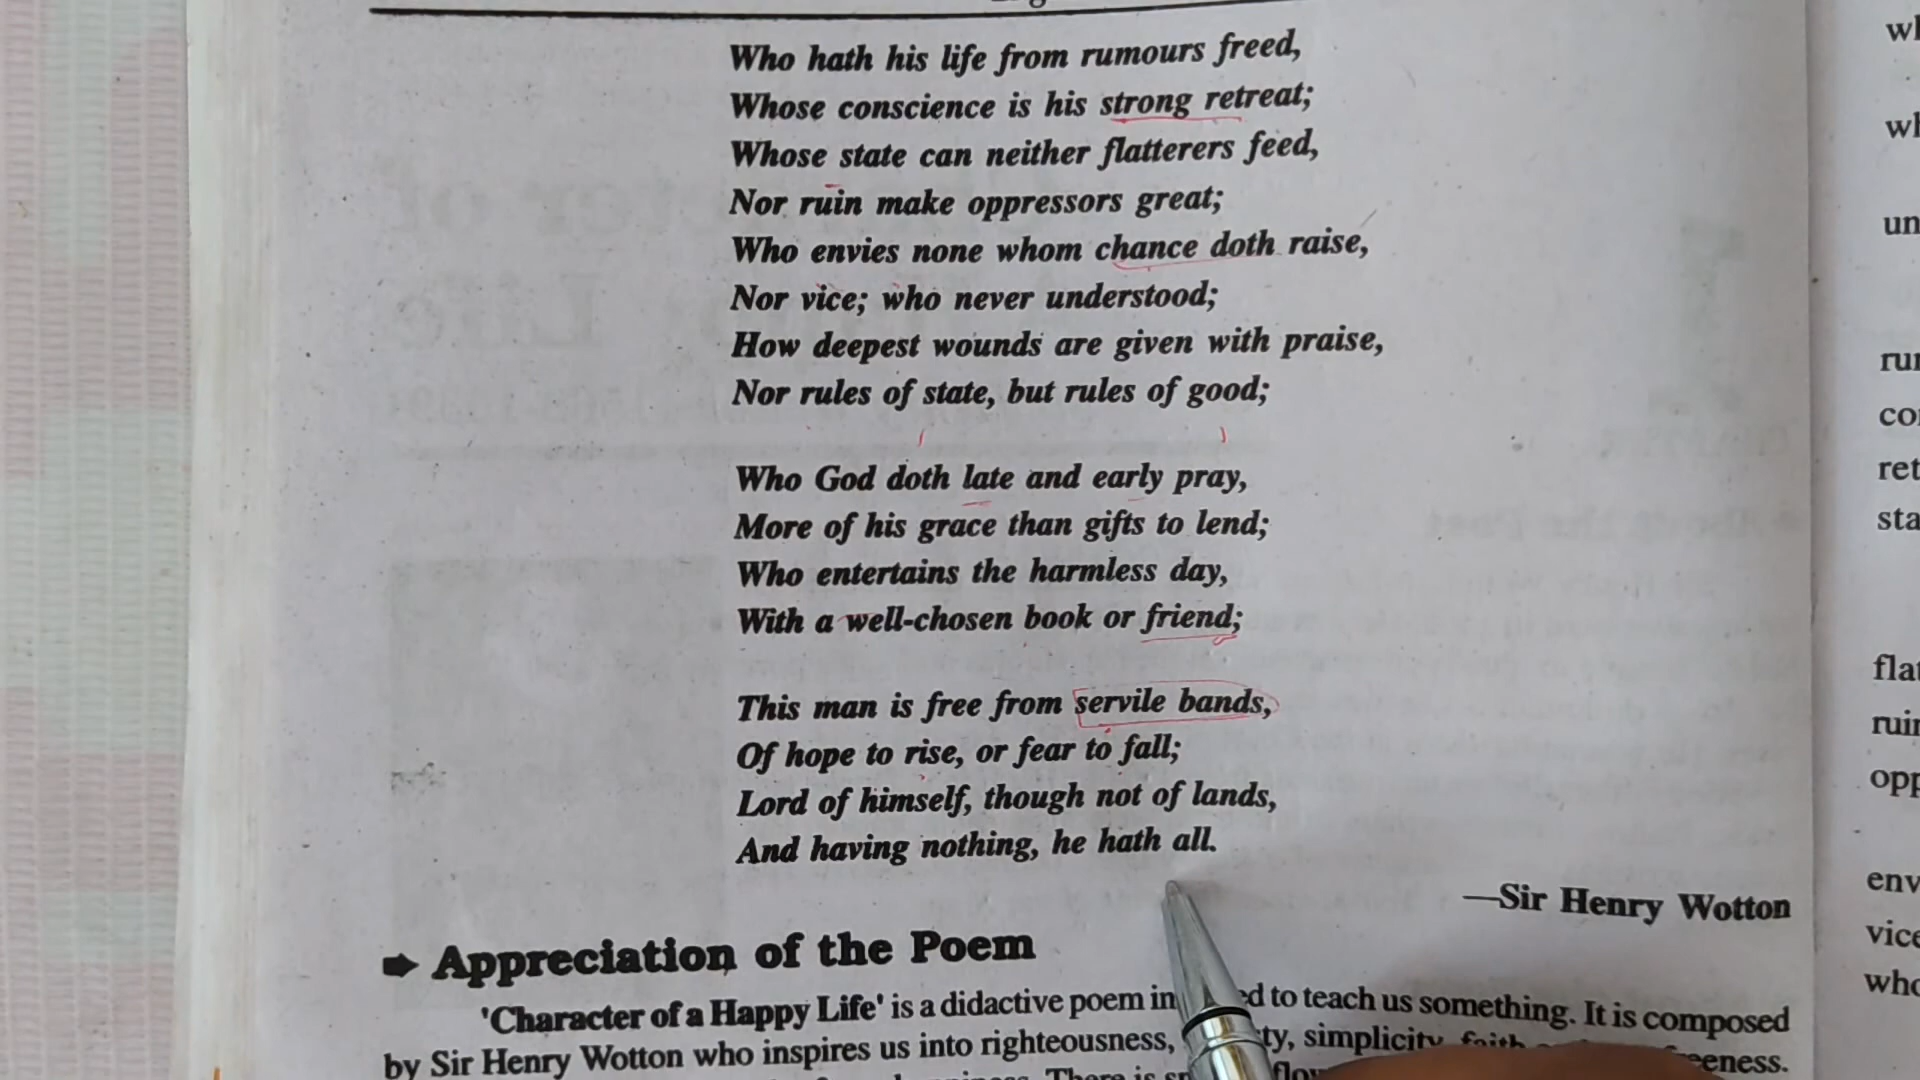 Who hath his life from rumours freed,
Whose conscience is his strong retreat;
Whose state can neither flatterers feed,
Nor ruin make oppressors great;
Who envies none whom chance doth raise,
Nor vice; who never understood;
How deepest wounds are given with praise,
Nor rules of state, but rules of good;
Who God doth late and early pray,
More of his grace than gifts to lend;
Who entertains the harmless day,
With a well-chosen book or friend;
This man is free from servile bands,
Of hope to rise, or fear to fall;
Lord of himself, though not of lands,
And having nothing, he hath all.
—Sir Henry Wotton
Appreciation of the Poem
'Character of a Happy Life' is a didactic poem in to teach us something. It is composed
by Sir Henry Wotton who inspires us into righteousness, simplicity, faith
There is